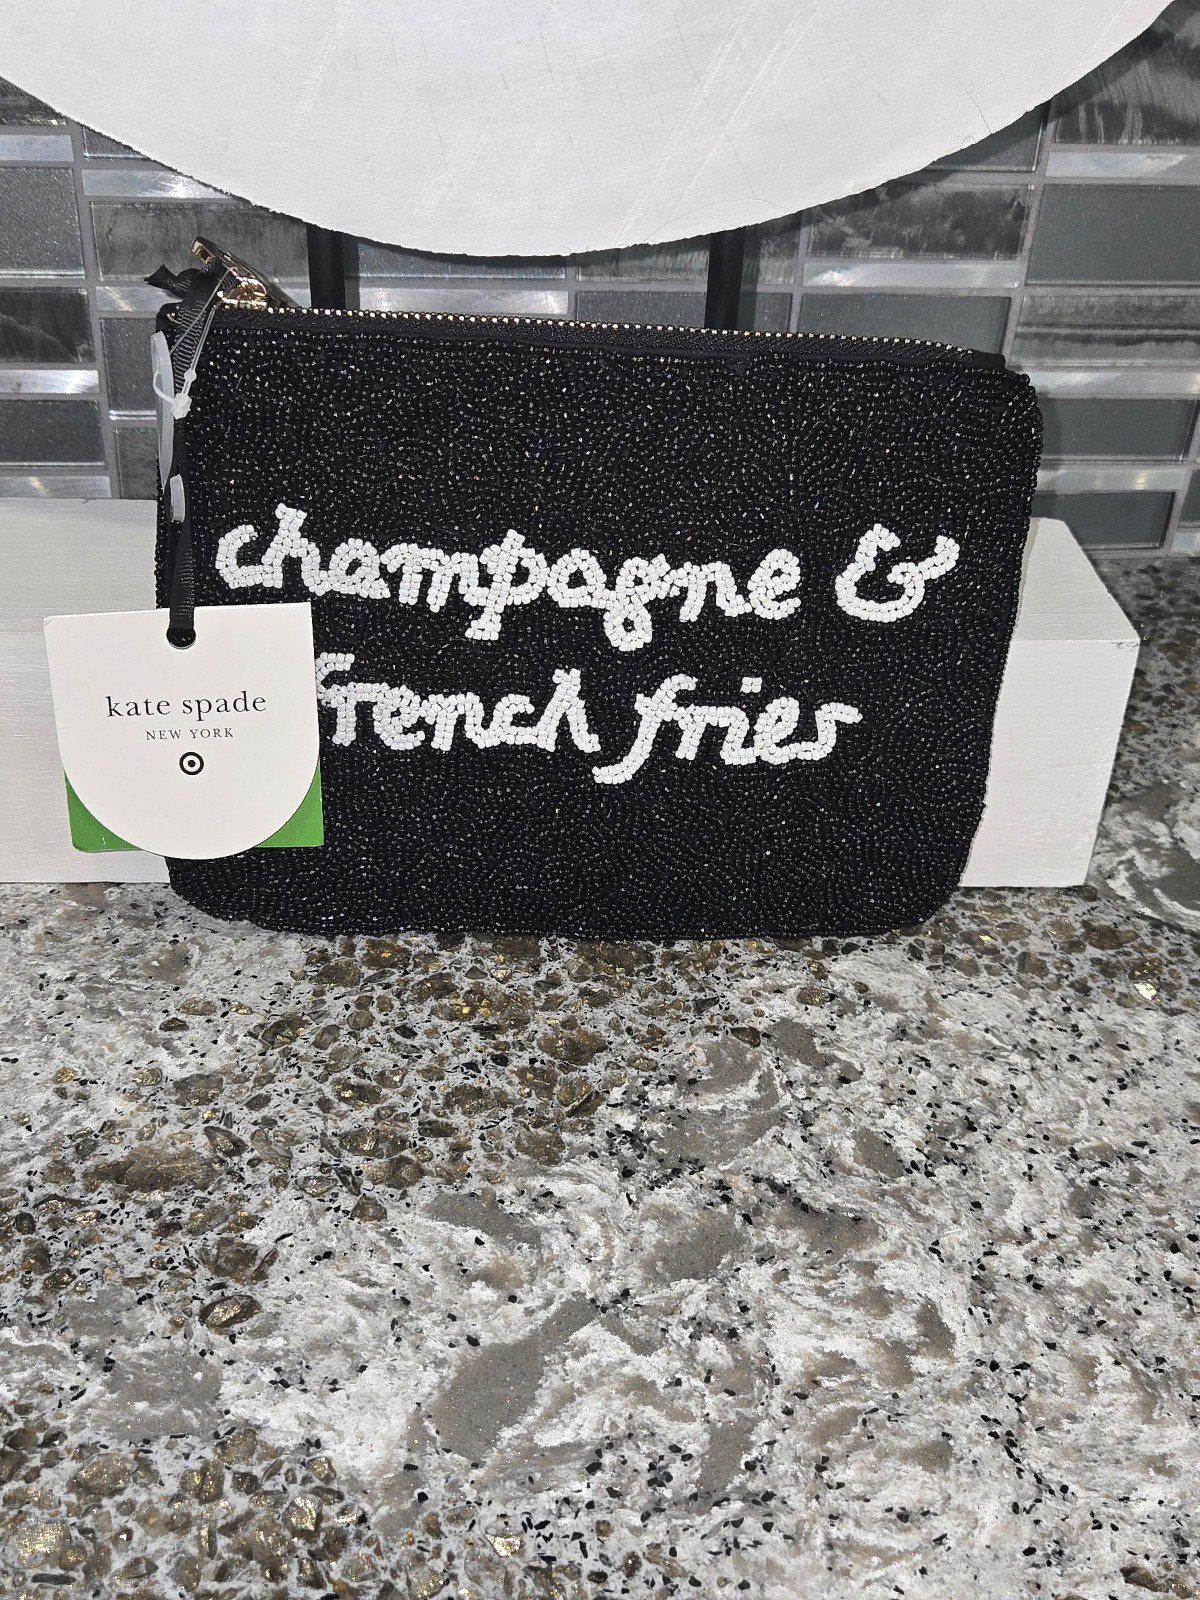 champagne &
french fries
kate spade
NEW YORK